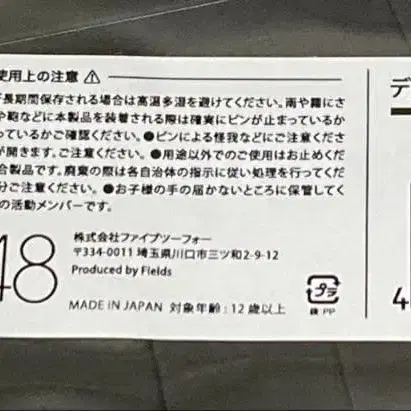 使用上の注意 ⚠
長期間保存される場合は高温多湿を避けてください。雨や霧にさ
や鞄などに本製品を装着される際は確実にピンが止まっているか
っているかご確認ください。●ピンによる怪我などにご注意くださ
が開きます。ご注意ください。●用途以外でのご使用はお止めくだ
合製品です。廃棄の際は各自治体の指示に従い処理を行ってくだ
分ご注意ください。●お子様の手の届かないところに保管してく
の活動メンバーです。
48
株式会社ファイブツーフォー
〒334-0011 埼玉県川口市三ツ和2-9-12
Produced by Fields
MADE IN JAPAN 対象年齢:12歳以上
プラ
PP
デ
4